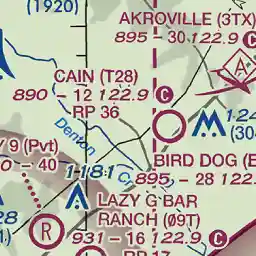 (1920)
AKROVILLE (3TX)
895 - 30 122.9 C
CAIN (T28)
890 - 12 122.9 C
RP 36
124
(30
Y 9 (Pvt)
0 - 40
Denton
Cr
BIRD DOG (E
895 - 28 122
1181
28
1)
R
LAZY G BAR
RANCH (09T)
931 - 16 122.9 C
RP 17